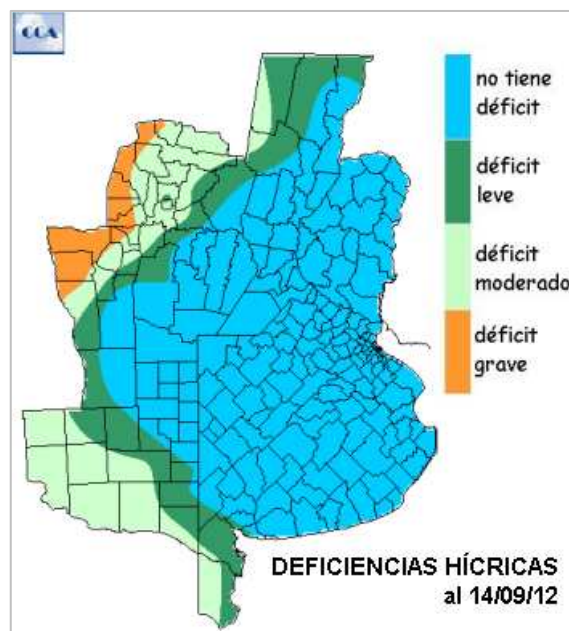 CCA
no tiene
déficit
déficit
leve
déficit
moderado
déficit
grave
DEFICIENCIAS HÍCRICAS
al 14/09/12